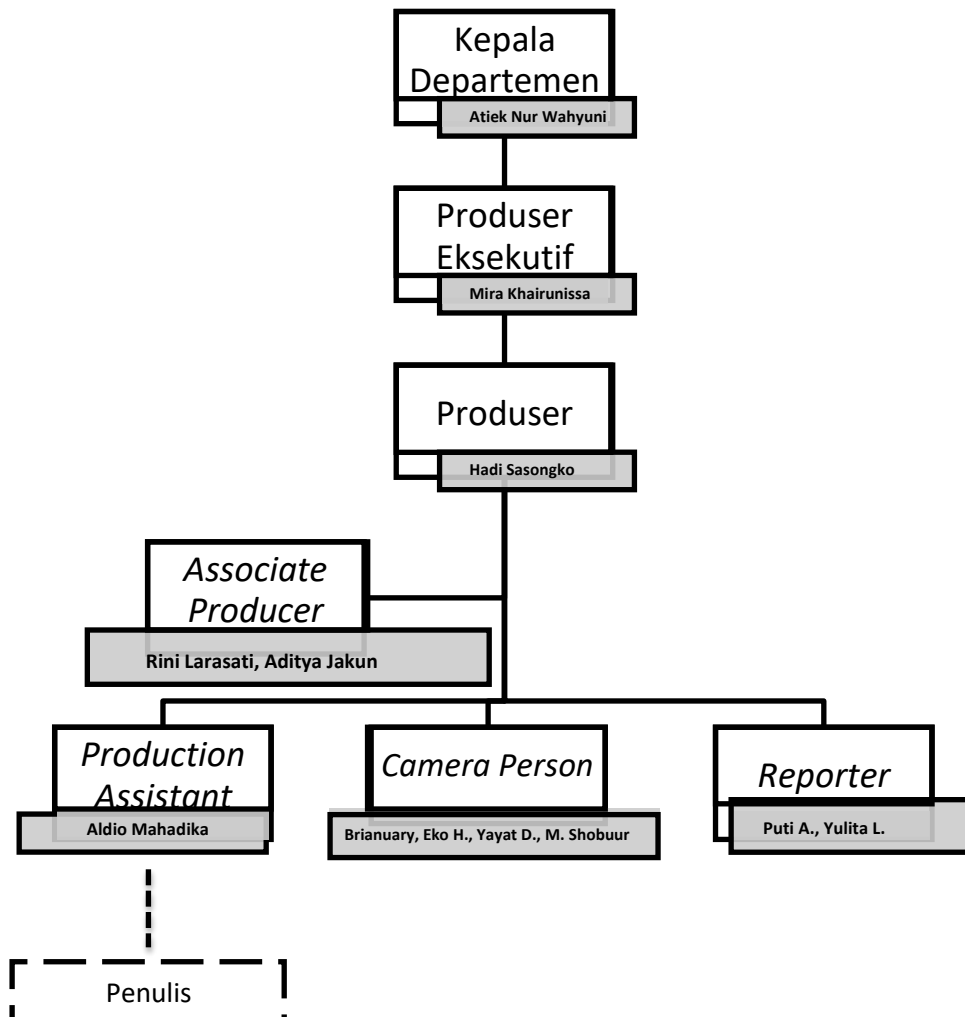 Kepala
Departemen
Atiek Nur Wahyuni
Produser
Eksekutif
Mira Khairunissa
Produser
Hadi Sasongko
Associate
Producer
Rini Larasati, Aditya Jakun
Production
Assistant
Aldio Mahadika
Camera Person
Brianuary, Eko H., Yayat D., M. Shobuur
Reporter
Puti A., Yulita L.
Penulis